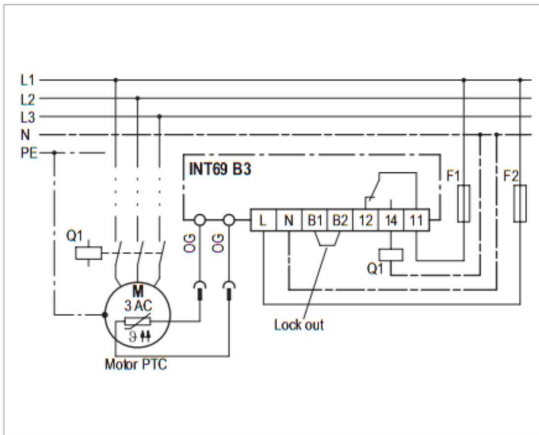 L1
L2
L3
N
PE
INT69 B3
F1
F2
L N B1 B2 12 14 11
OG
OG
Q1
Q1
M
3 AC
ϑ
Lock out
Motor PTC